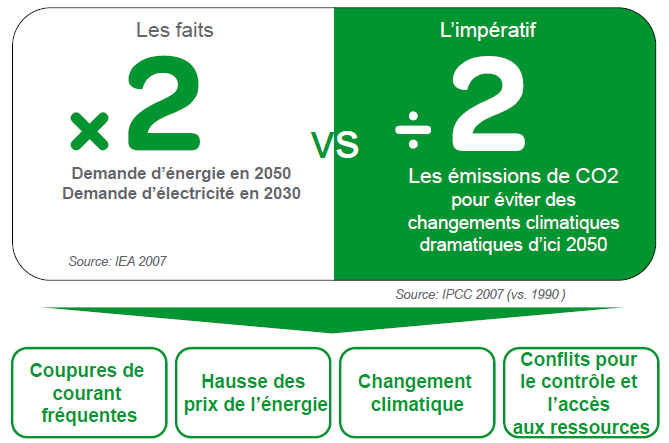 Les faits
×2
Demande d'énergie en 2050
Demande d'électricité en 2030
Source: IEA 2007
VS
L'impératif
÷2
Les émissions de CO2
pour éviter des
changements climatiques
dramatiques d'ici 2050
Source: IPCC 2007 (vs. 1990 )
Coupures de
courant
fréquentes
Hausse des
prix de l'énergie
Changement
climatique
Conflits pour
le contrôle et
l'accès
aux ressources